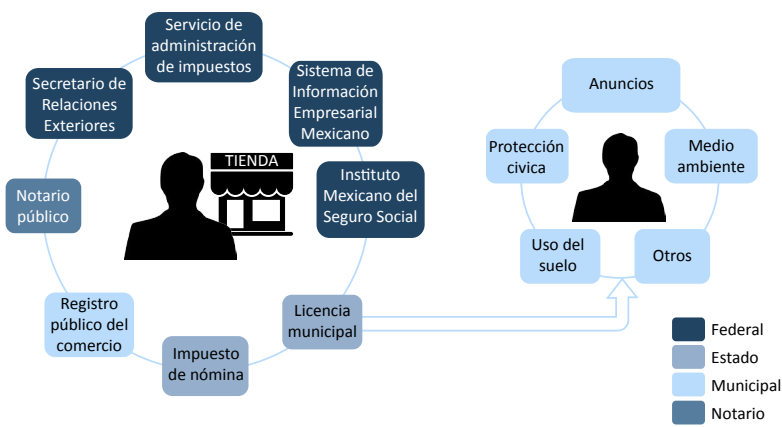 Servicio de
administración
de impuestos
Sistema de
Información
Empresarial
Mexicano
Instituto
Mexicano del
Seguro Social
Licencia
municipal
Impuesto
de nómina
Registro
público del
comercio
Notario
público
Secretario de
Relaciones
Exteriores
TIENDA
Anuncios
Medio
ambiente
Otros
Uso del
suelo
Protección
civica
Federal
Estado
Municipal
Notario